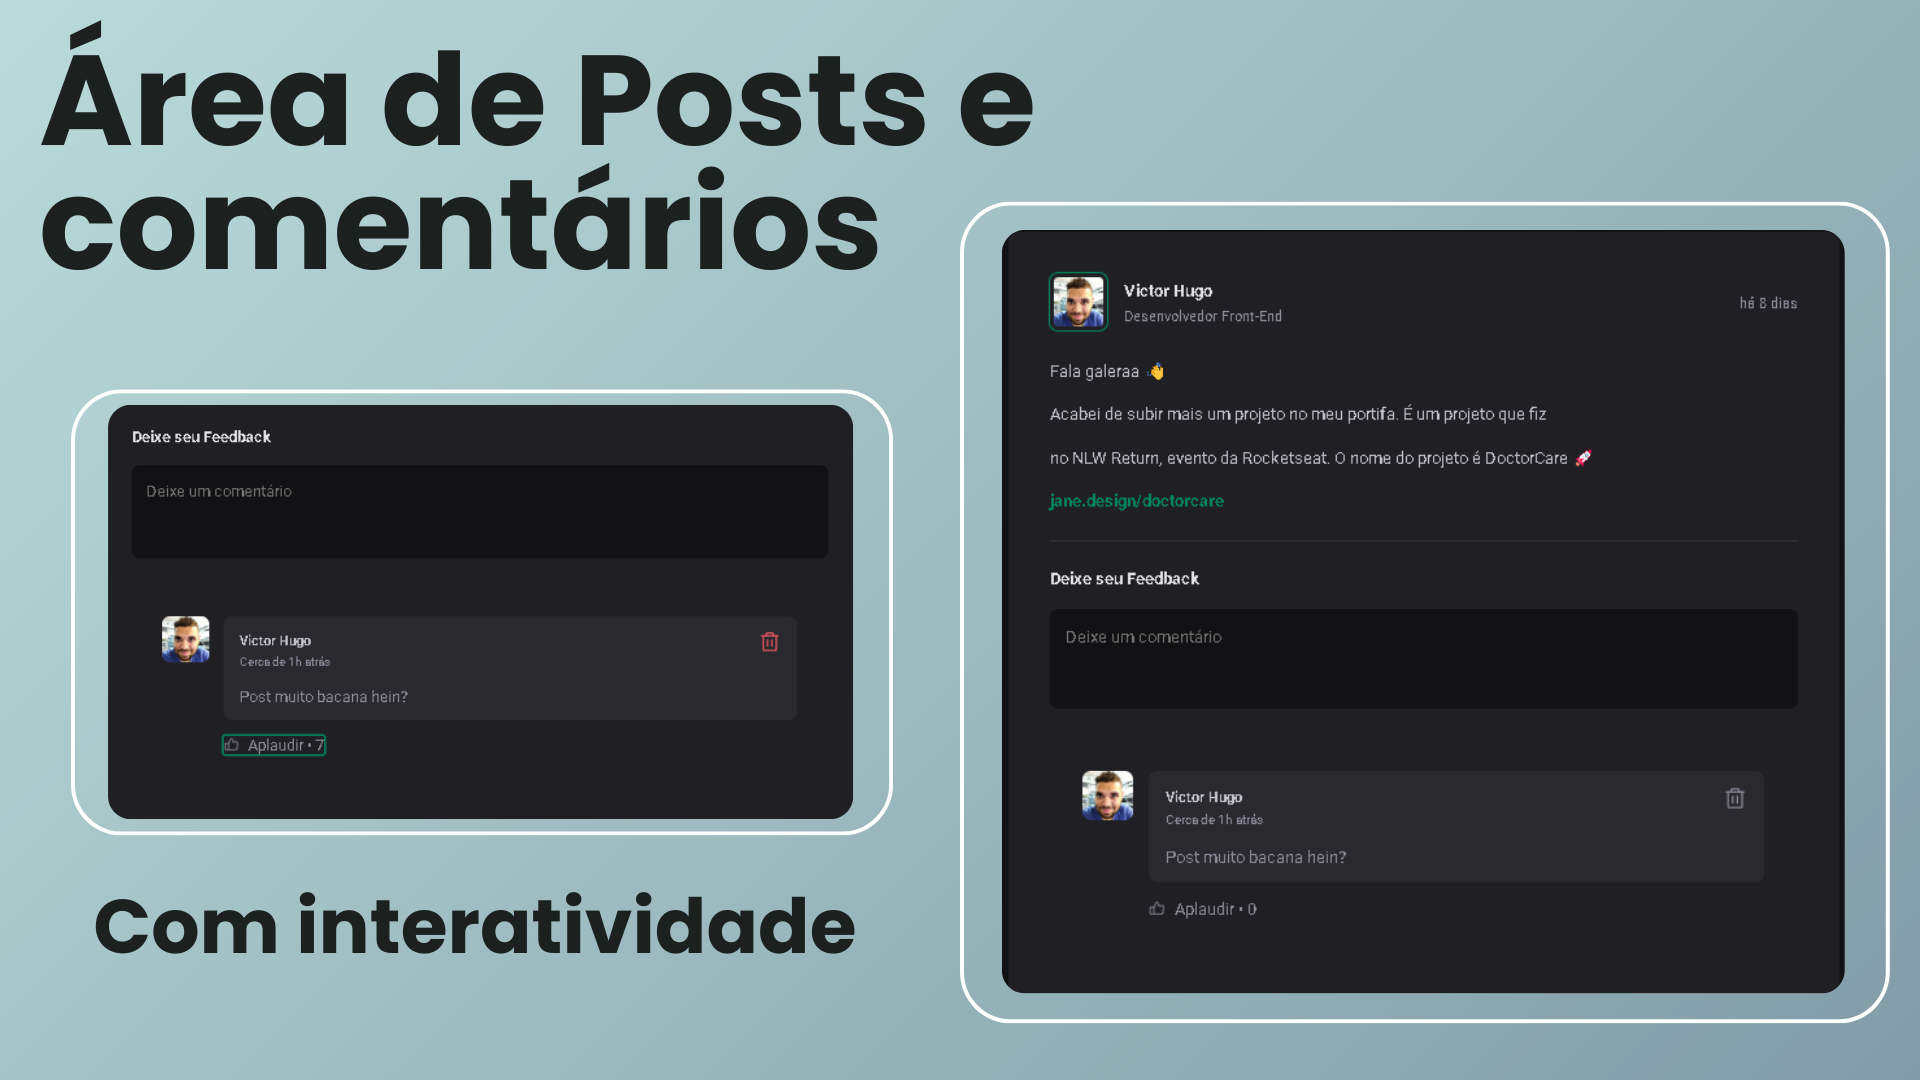 Área de Posts e
comentários
Deixe seu Feedback
Deixe um comentário
Victor Hugo
Cerca de 1h atrás
Post muito bacana hein?
Aplaudir • 7
Com interatividade
Victor Hugo
Desenvolvedor Front-End
há 8 dias
Fala galeraa 👋
Acabei de subir mais um projeto no meu portifa. É um projeto que fiz
no NLW Return, evento da Rocketseat. O nome do projeto é DoctorCare 🚀
jane.design/doctorcare
Deixe seu Feedback
Deixe um comentário
Victor Hugo
Cerca de 1h atrás
Post muito bacana hein?
Aplaudir • 0